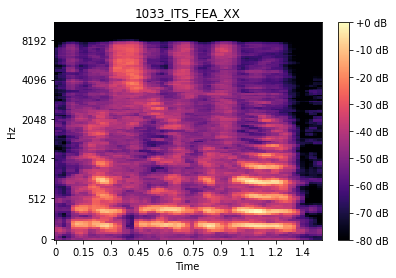 1033_ITS_FEA_XX
8192
4096
2048
1024
512
0
Hz
0 0.15 0.3 0.45 0.6 0.75 0.9 1.1 1.2 1.4
Time
+0 dB
-10 dB
-20 dB
-30 dB
-40 dB
-50 dB
-60 dB
-70 dB
-80 dB